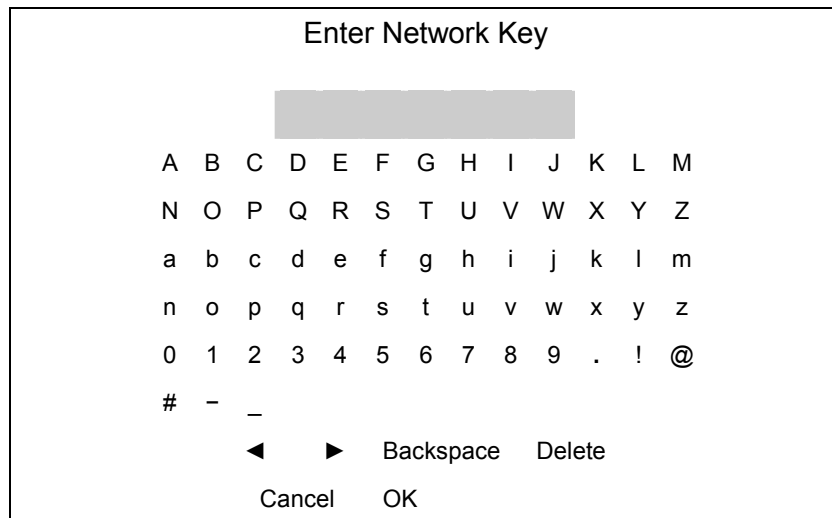 Enter Network Key
A B C D E F G H I J K L M
N O P Q R S T U V W X Y Z
a b c d e f g h i j k l m
n o p q r s t u v w x y z
0 1 2 3 4 5 6 7 8 9 . ! @
# – _
◄ ► Backspace Delete
Cancel OK